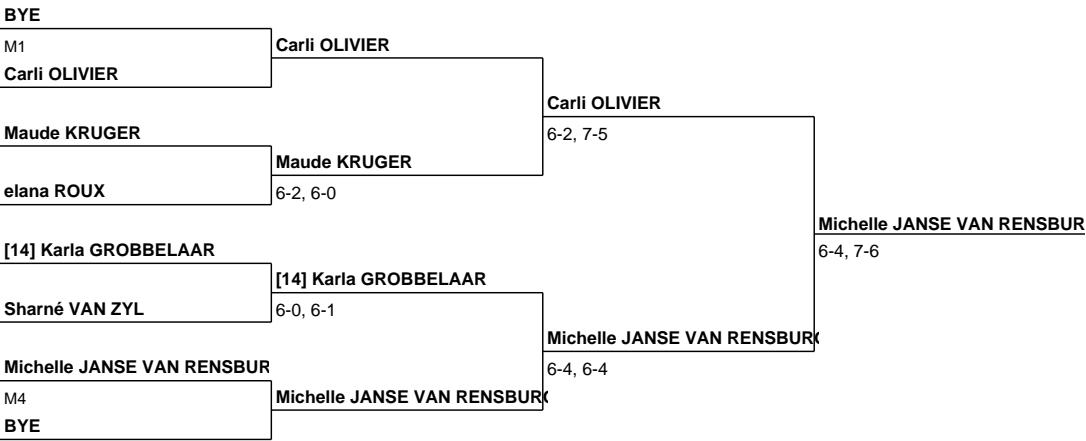 BYE
M1
Carli OLIVIER
Carli OLIVIER
Carli OLIVIER
6-2, 7-5
Maude KRUGER
Maude KRUGER
elana ROUX
6-2, 6-0
Michelle JANSE VAN RENSBUR
6-4, 7-6
[14] Karla GROBBELAAR
[14] Karla GROBBELAAR
Sharné VAN ZYL
6-0, 6-1
Michelle JANSE VAN RENSBURG
6-4, 6-4
Michelle JANSE VAN RENSBUR
M4
Michelle JANSE VAN RENSBURG
BYE